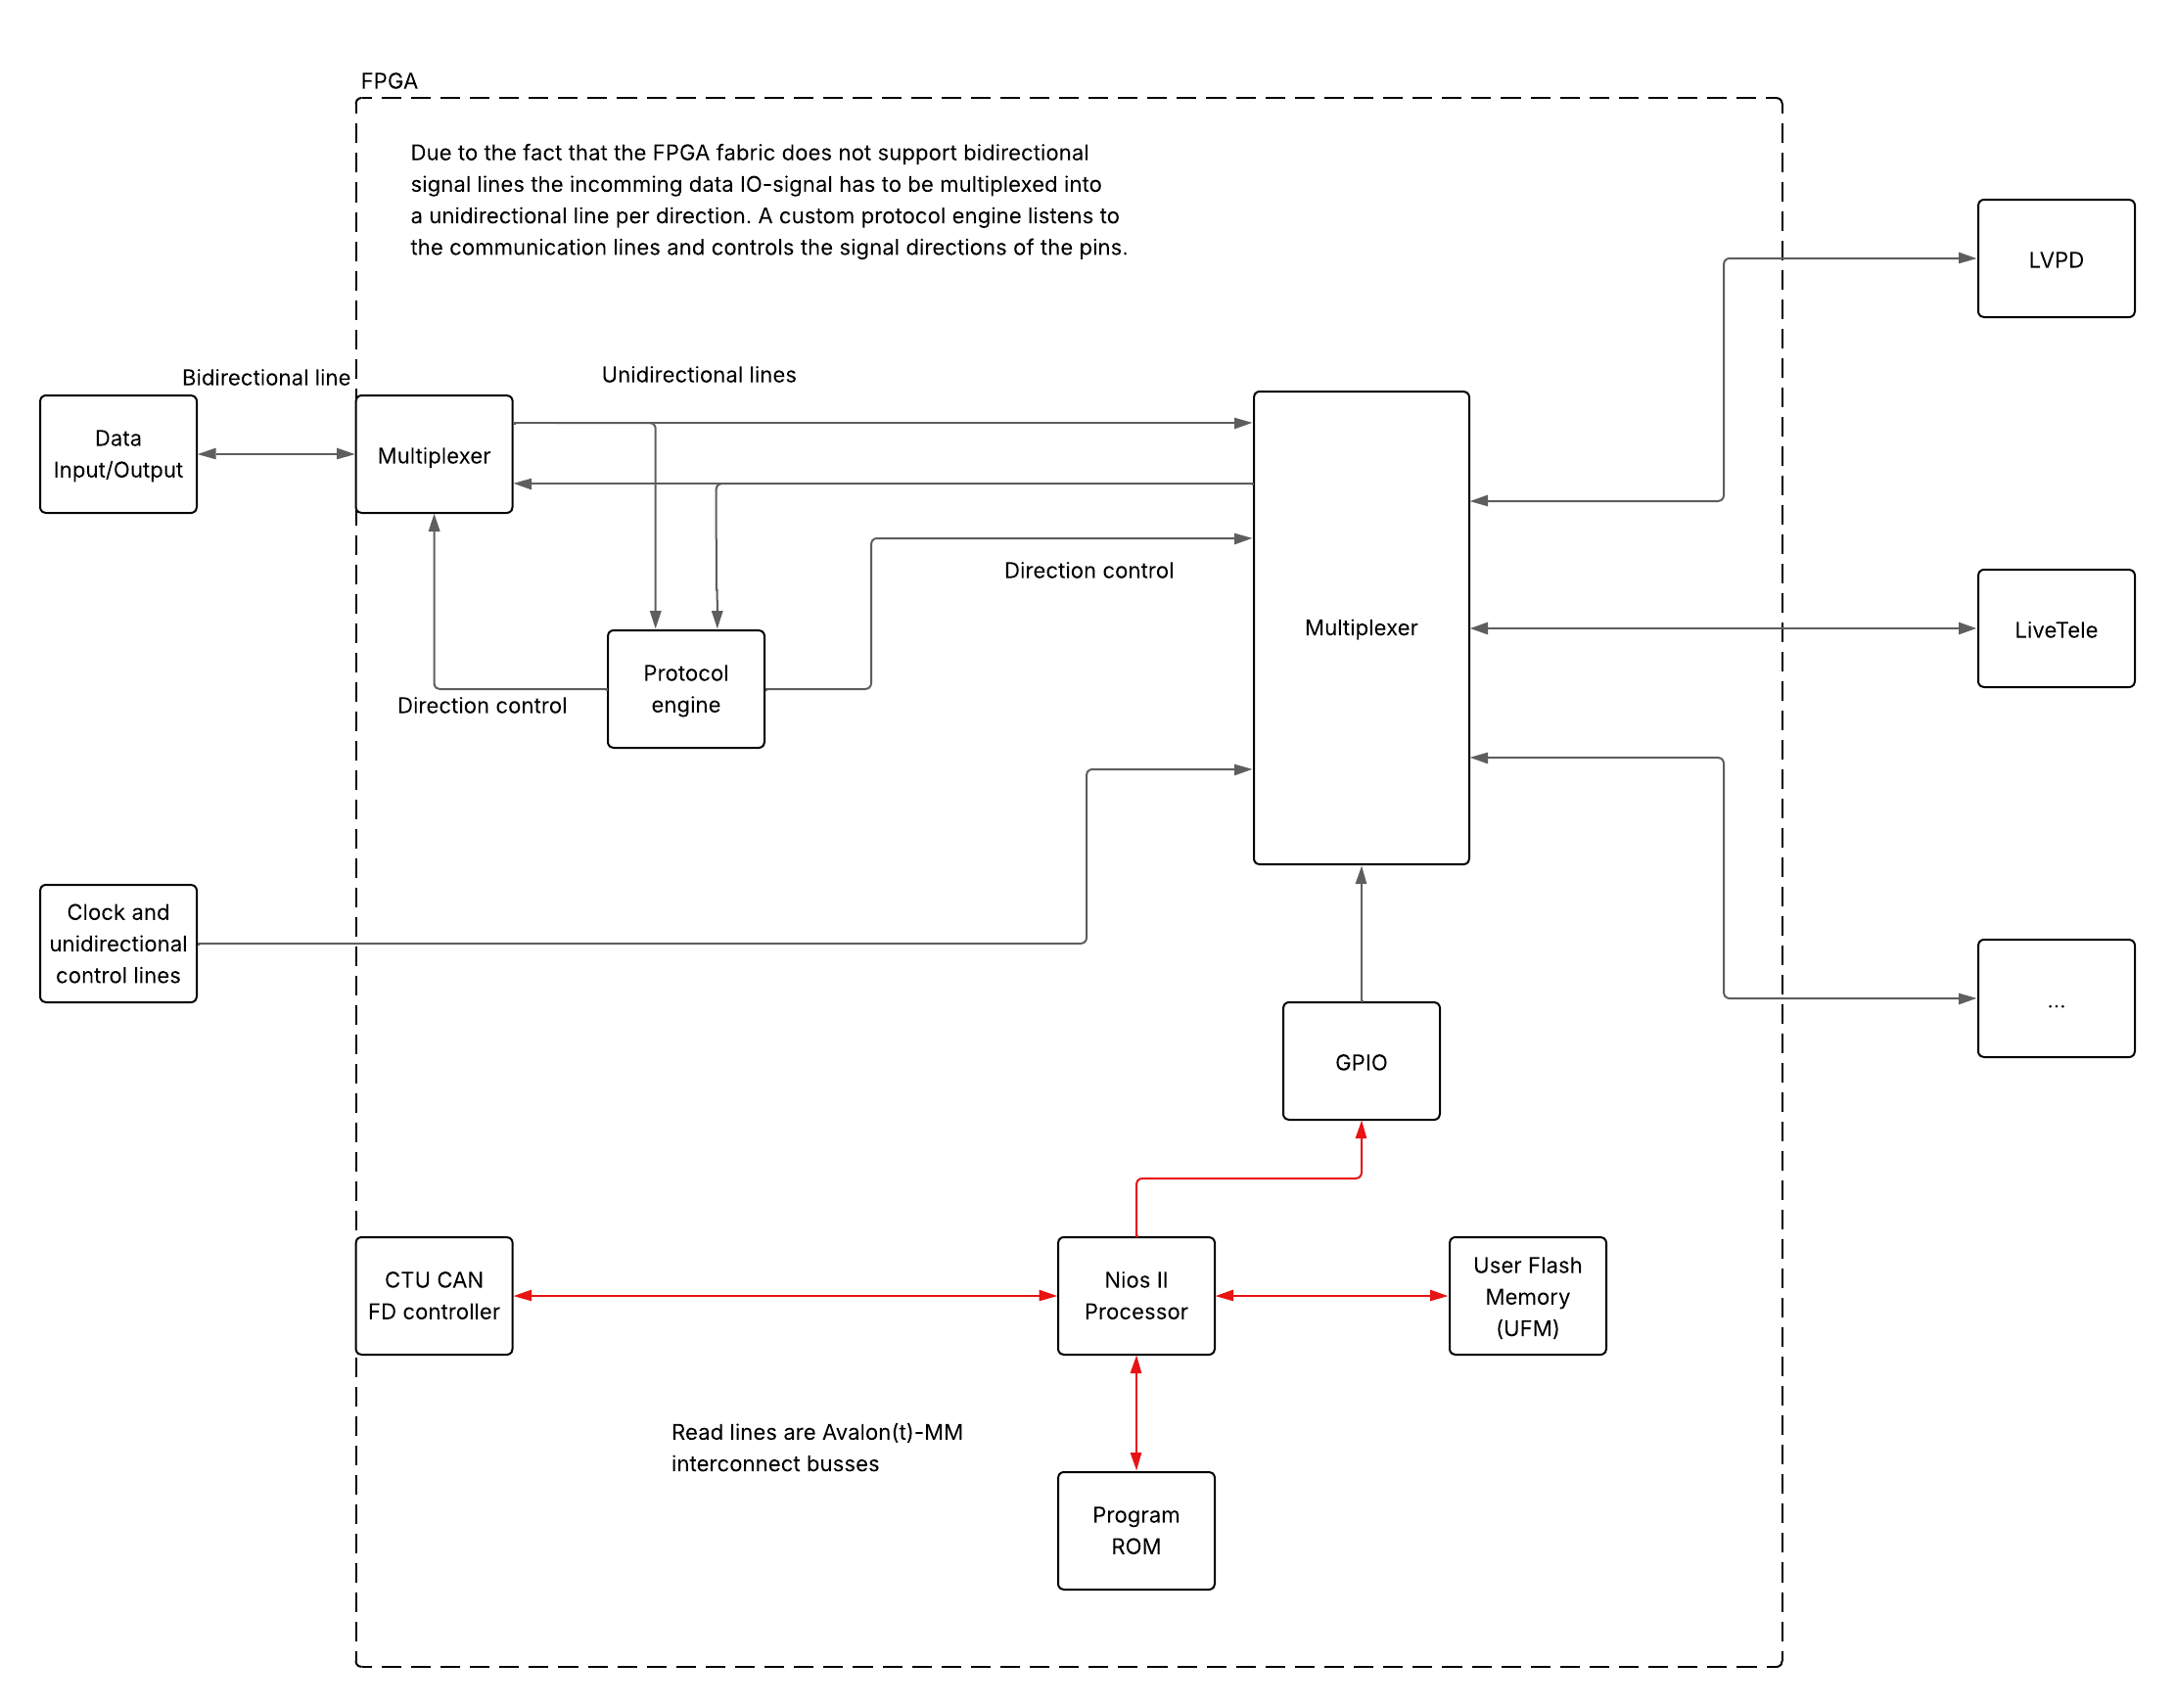 FPGA
Due to the fact that the FPGA fabric does not support bidirectional
signal lines the incomming data IO-signal has to be multiplexed into
a unidirectional line per direction. A custom protocol engine listens to
the communication lines and controls the signal directions of the pins.
LVPD
Bidirectional line
Unidirectional lines
Data
Input/Output
Multiplexer
Direction control
Multiplexer
LiveTele
Protocol
engine
Direction control
Clock and
unidirectional
control lines
...
GPIO
CTU CAN
FD controller
Nios II
Processor
User Flash
Memory
(UFM)
Read lines are Avalon(t)-MM
interconnect busses
Program
ROM